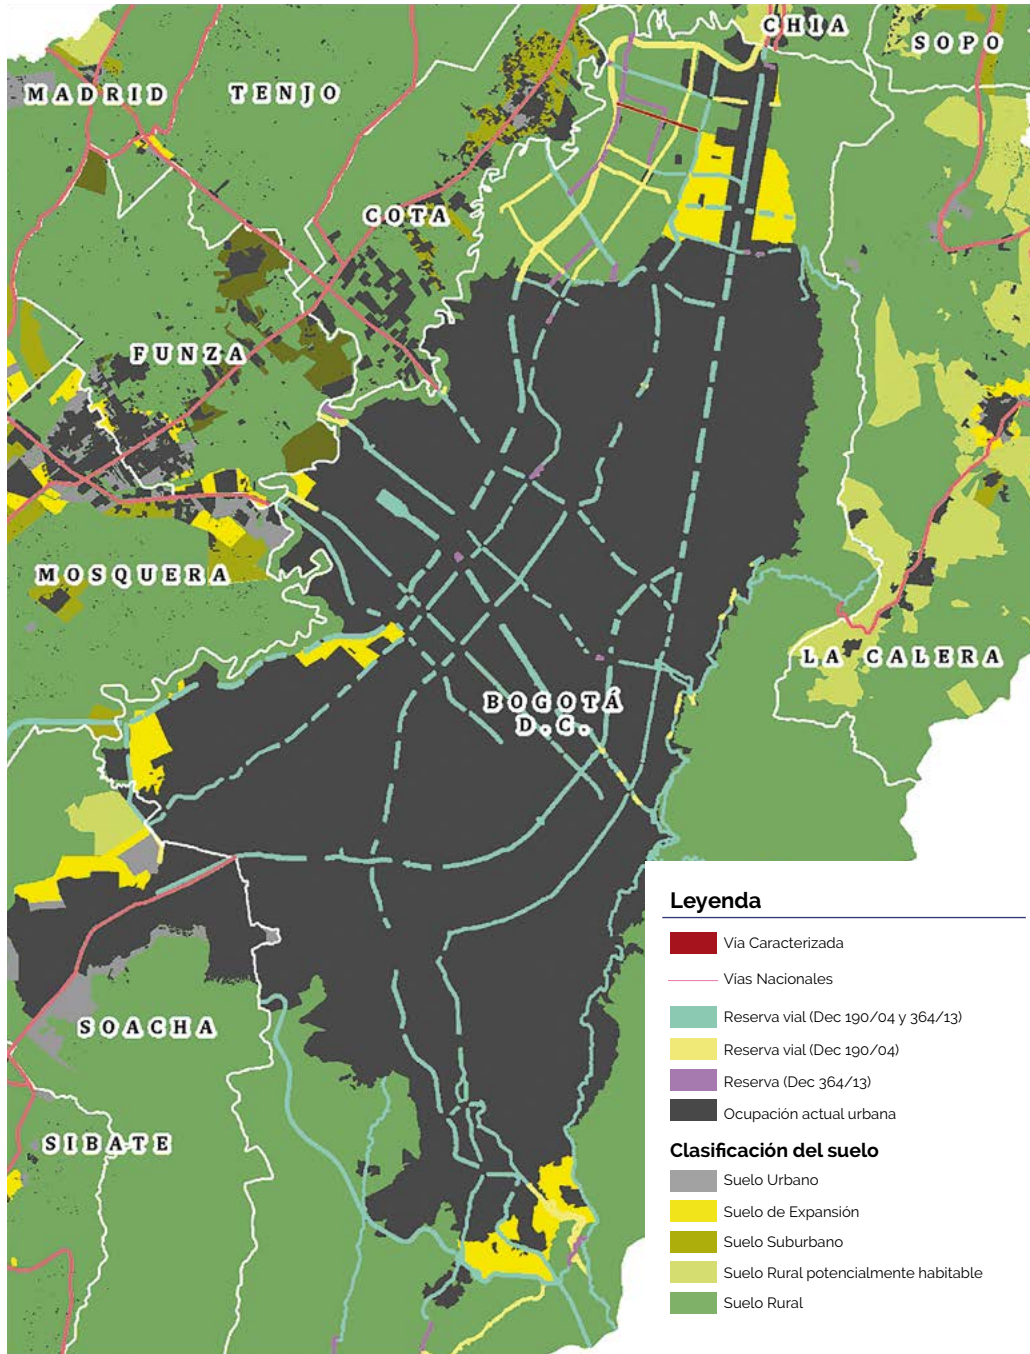 CHIA
SOPO
MADRID
TENJO
COTA
FUNZA
MOSQUERA
LA CALERA
BOGOTÁ
D.C.
SOACHA
SIBATE
Leyenda
Vía Caracterizada
Vías Nacionales
Reserva vial (Dec 190/04 y 364/13)
Reserva vial (Dec 190/04)
Reserva (Dec 364/13)
Ocupación actual urbana
Clasificación del suelo
Suelo Urbano
Suelo de Expansión
Suelo Suburbano
Suelo Rural potencialmente habitable
Suelo Rural